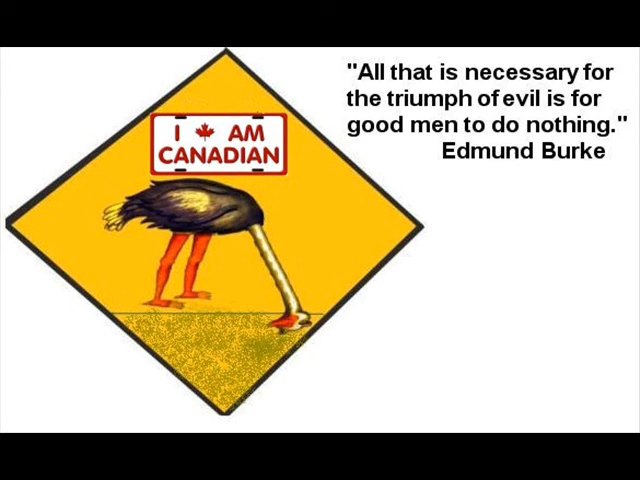 I AM
CANADIAN
"All that is necessary for
the triumph of evil is for
good men to do nothing."
Edmund Burke